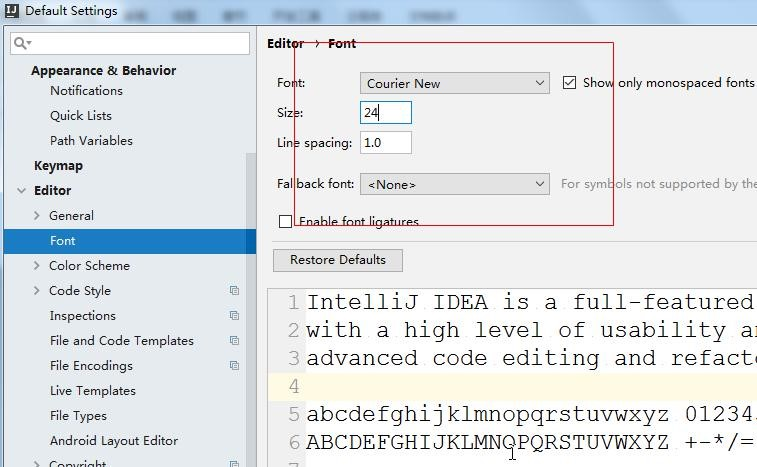 Default Settings
Appearance & Behavior
Notifications
Quick Lists
Path Variables
Keymap
Editor
General
Font
Color Scheme
Code Style
Inspections
File and Code Templates
File Encodings
Live Templates
File Types
Android Layout Editor
Copyright
Editor › Font
Font: Courier New Show only monospaced fonts
Size: 24
Line spacing: 1.0
Fallback font: <None> For symbols not supported by the
Enable font ligatures
Restore Defaults
1 IntelliJ IDEA is a full-featured
2 with a high level of usability an
3 advanced code editing and refacto
4
5 abcdefghijklmnopqrstuvwxyz 01234
6 ABCDEFGHIJKLMNOPQRSTUVWXYZ +-*/=